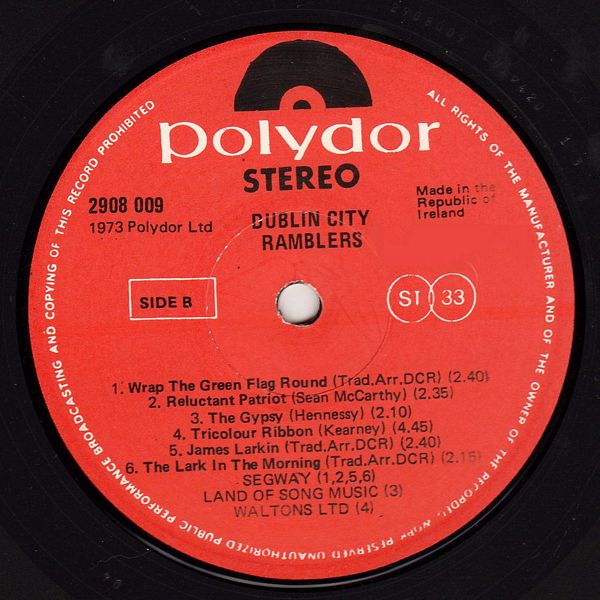 polydor
STEREO
2908 009
1973 Polydor Ltd
DUBLIN CITY
RAMBLERS
Made in the
Republic of
Ireland
SIDE B
ST 33
1. Wrap The Green Flag Round (Trad.Arr.DCR) (2.40)
2. Reluctant Patriot (Sean McCarthy) (2.35)
3. The Gypsy (Hennessy) (2.10)
4. Tricolour Ribbon (Kearney) (4.45)
5. James Larkin (Trad.Arr.DCR) (2.40)
6. The Lark In The Morning (Trad.Arr.DCR) (2.15)
SEGWAY (1,2,5,6)
LAND OF SONG MUSIC (3)
WALTONS LTD (4)
ALL RIGHTS OF THE MANUFACTURER AND OF THE OWNER OF THE RECORDED WORK RESERVED UNAUTHORIZED PUBLIC PERFORMANCE BROADCASTING AND COPYING OF THIS RECORD PROHIBITED